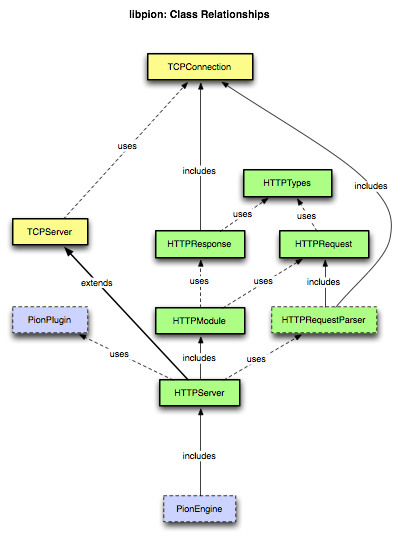 libpion: Class Relationships
TCPConnection
uses
includes
HTTPTypes
includes
uses
uses
TCPServer
HTTPResponse
HTTPRequest
extends
uses
uses
includes
PionPlugin
HTTPModule
HTTPRequestParser
uses
includes
uses
HTTPServer
includes
PionEngine